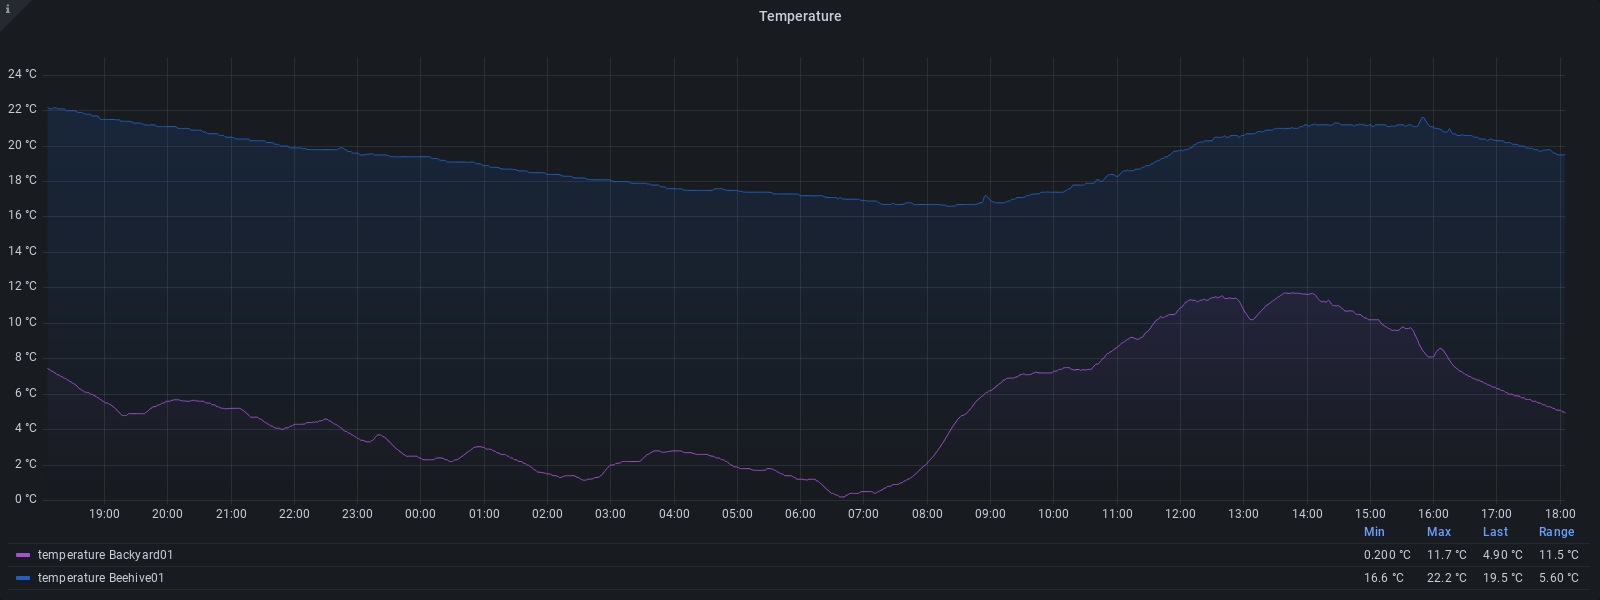 i
Temperature
24 °C
22 °C
20 °C
18 °C
16 °C
14 °C
12 °C
10 °C
8 °C
6 °C
4 °C
2 °C
0 °C
19:00 20:00 21:00 22:00 23:00 00:00 01:00 02:00 03:00 04:00 05:00 06:00 07:00 08:00 09:00 10:00 11:00 12:00 13:00 14:00 15:00 16:00 17:00 18:00
Min Max Last Range
temperature Backyard01 0.200 °C 11.7 °C 4.90 °C 11.5 °C
temperature Beehive01 16.6 °C 22.2 °C 19.5 °C 5.60 °C